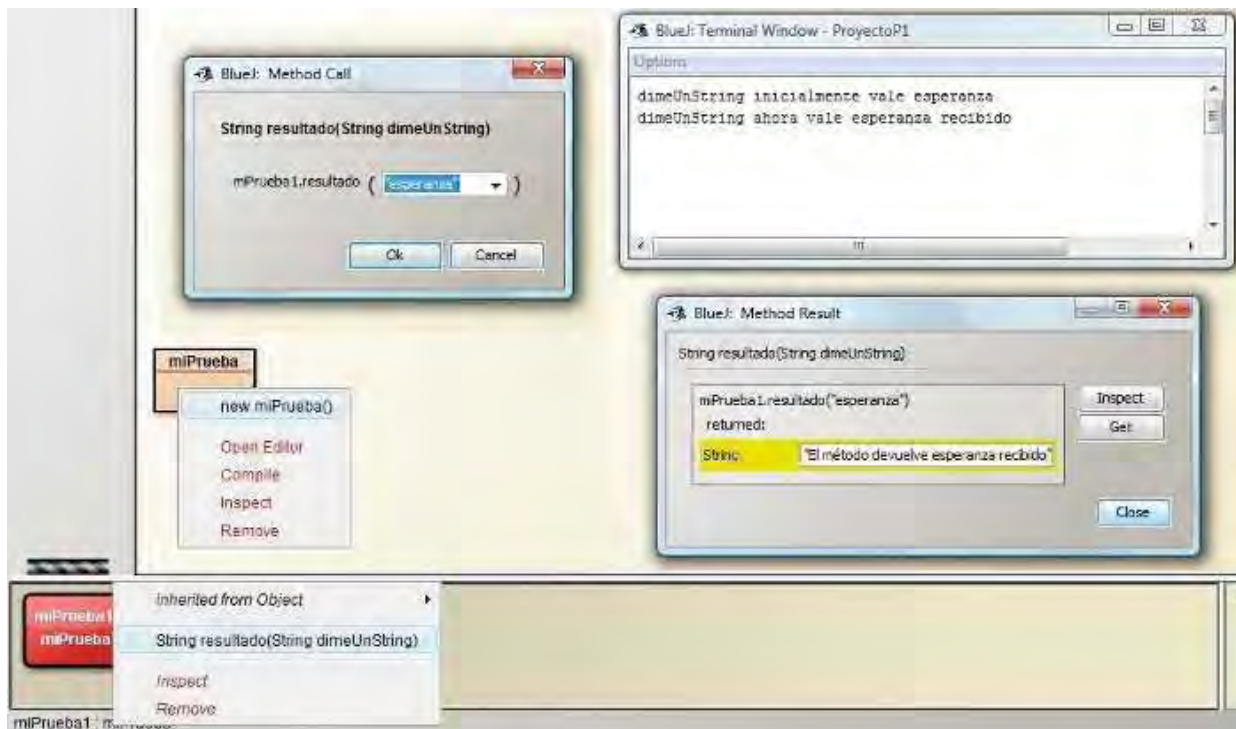 BlueJ: Method Call
String resultado(String dimeUnString)
miPrueba1.resultado ( "esperanza" )
Ok Cancel
BlueJ: Terminal Window - ProyectoP1
Options
dimeUnString inicialmente vale esperanza
dimeUnString ahora vale esperanza recibido
BlueJ: Method Result
String resultado(String dimeUnString)
miPrueba1.resultado("esperanza")
returned:
String "El método devuelve esperanza recibido"
Inspect
Get
Close
miPrueba
new miPrueba()
Open Editor
Compile
Inspect
Remove
miPrueba1
miPrueba
Inherited from Object
String resultado(String dimeUnString)
Inspect
Remove
miPrueba1